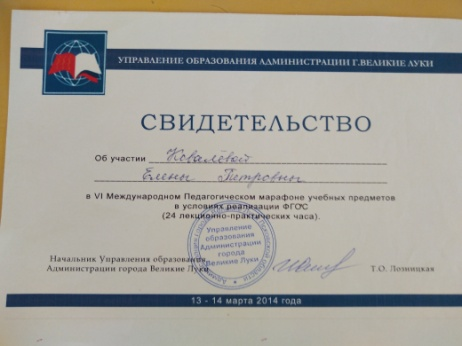 УПРАВЛЕНИЕ ОБРАЗОВАНИЯ АДМИНИСТРАЦИИ Г.ВЕЛИКИЕ ЛУКИ
СВИДЕТЕЛЬСТВО
Об участии Ковалёвой
Елены Петровны
в VI Международном Педагогическом марафоне учебных предметов
в условиях реализации ФГОС
(24 лекционно-практических часа).
Управление
образования
Администрации
города
Великие Луки
Начальник Управления образования
Администрации города Великие Луки
Т.О. Лозницкая
13 - 14 марта 2014 года